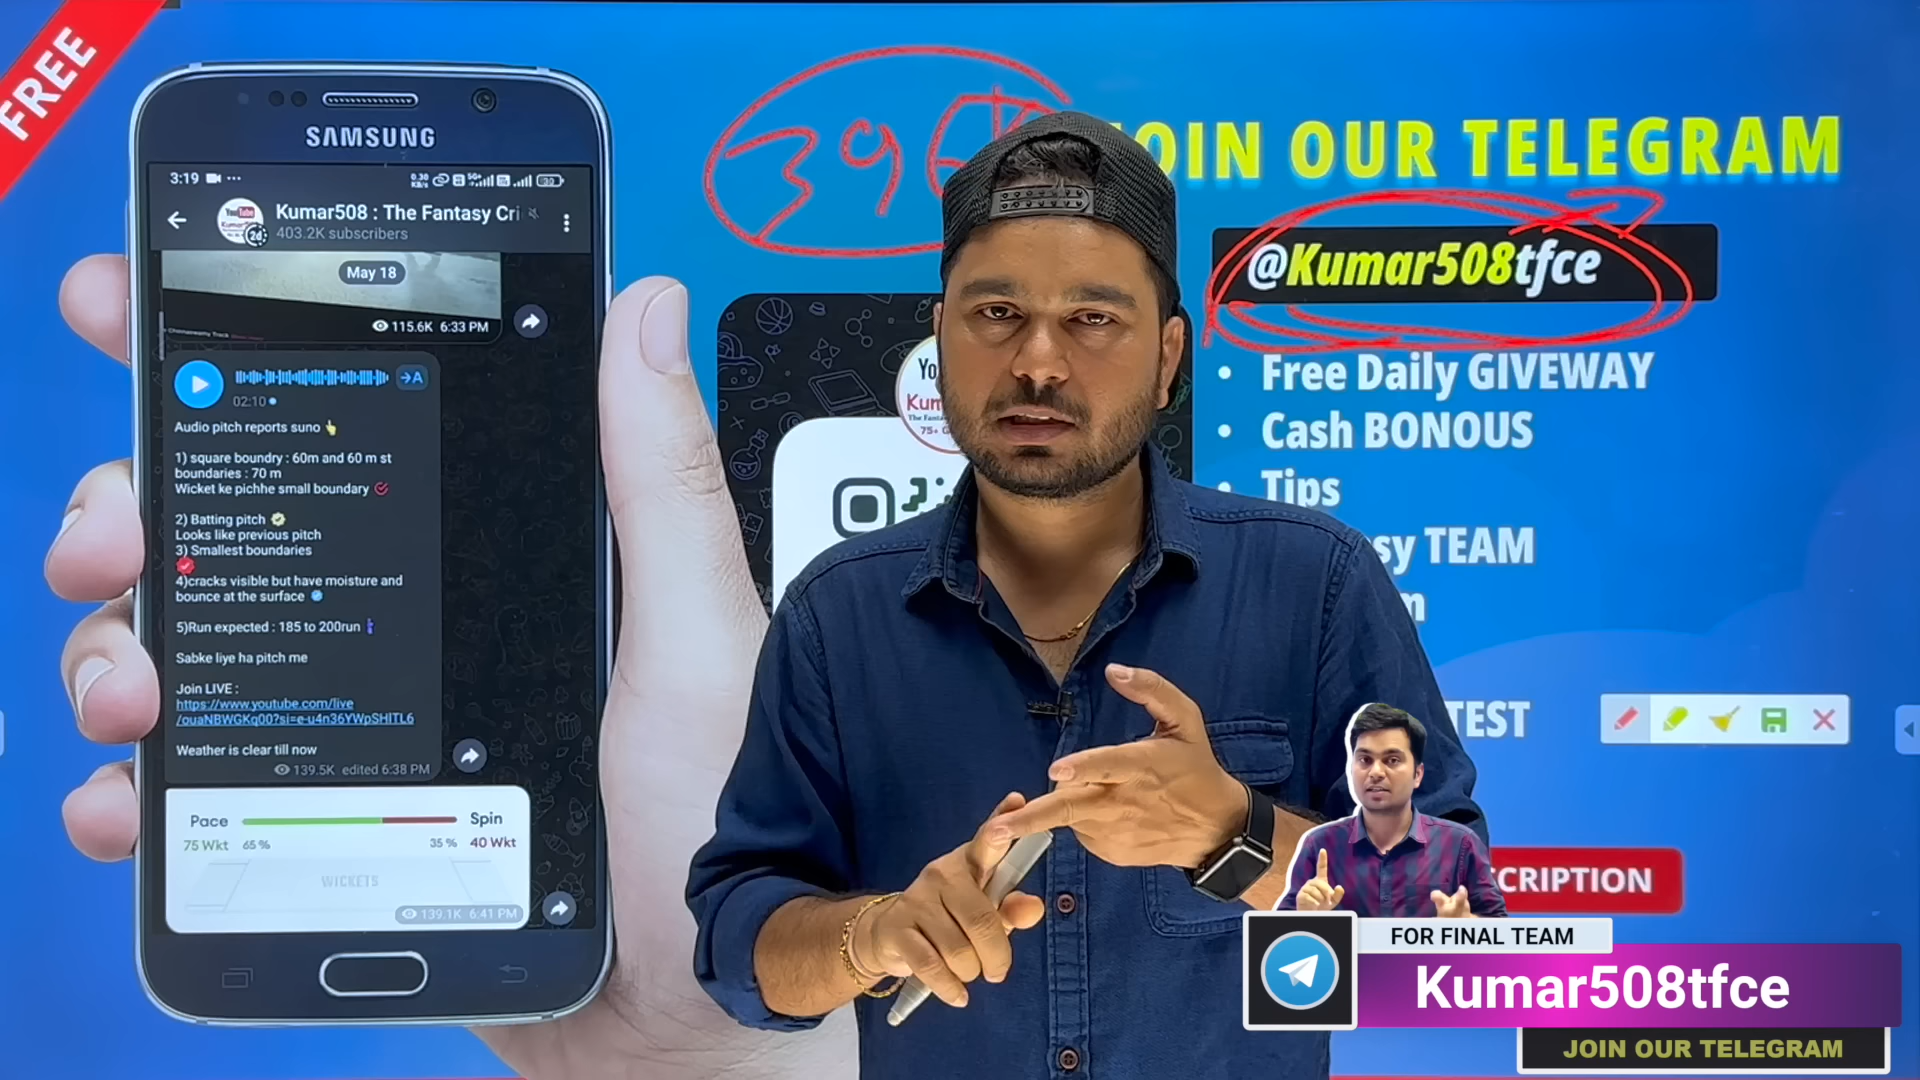 FREE
SAMSUNG
3:19
Kumar508 : The Fantasy Cri
403.2K subscribers
May 18
115.6K 6:33 PM
02:10
→A
Audio pitch reports suno
1) square boundry : 60m and 60 m st
boundaries : 70 m
Wicket ke pichhe small boundary
2) Batting pitch
Looks like previous pitch
3) Smallest boundaries
4)cracks visible but have moisture and
bounce at the surface
5)Run expected : 185 to 200run
Sabke liye ha pitch me
Join LIVE :
https://www.youtube.com/live
/ouaNBWGKq00?si=e-u4n36YWpSHlTL6
Weather is clear till now
139.5K edited 6:38 PM
Pace Spin
75 Wkt 65 % 35 % 40 Wkt
WICKETS
139.1K 6:41 PM
JOIN OUR TELEGRAM
@Kumar508tfce
• Free Daily GIVEWAY
• Cash BONOUS
• Tips
TEAM
FOR FINAL TEAM
Kumar508tfce
JOIN OUR TELEGRAM